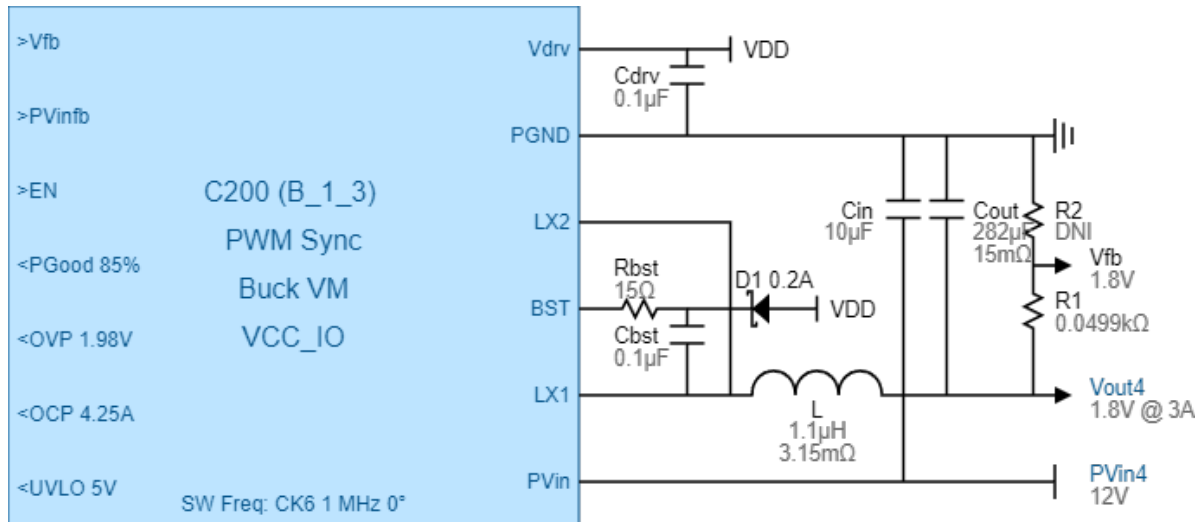 >Vfb
>PVinfb
>EN
<PGood 85%
<OVP 1.98V
<OCP 4.25A
<UVLO 5V
C200 (B_1_3)
PWM Sync
Buck VM
VCC_IO
SW Freq: CK6 1 MHz 0°
Vdrv
PGND
LX2
BST
LX1
PVin
VDD
Cdrv
0.1µF
Cin
10µF
Cout
282µF
15mΩ
R2
DNI
Vfb
1.8V
R1
0.0499kΩ
Rbst
15Ω
D1 0.2A
VDD
Cbst
0.1µF
L
1.1µH
3.15mΩ
Vout4
1.8V @ 3A
PVin4
12V